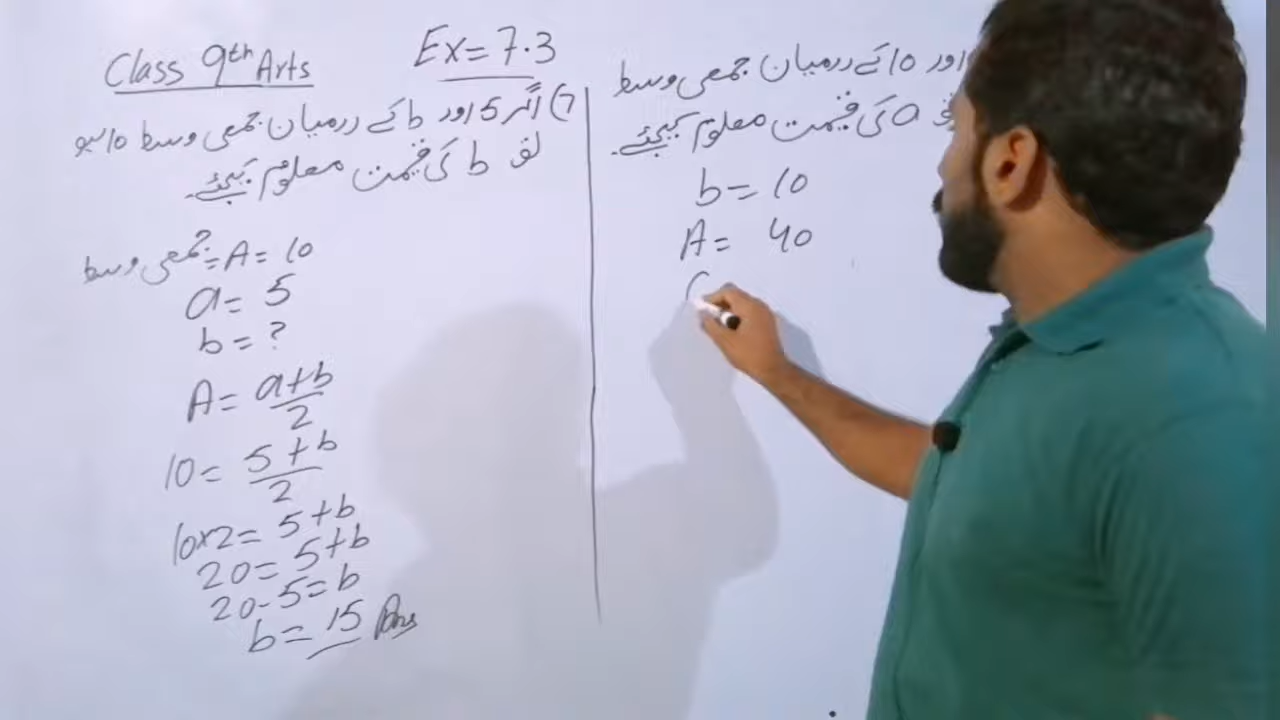 Class 9th Arts
Ex = 7.3
7) اگر 5 اور b کے درمیان جمعی وسط 10 ہو
تو b کی قیمت معلوم کیجئے۔
جمعی وسط = A = 10
a = 5
b = ?
A = a+b/2
10 = 5+b/2
10x2 = 5+b
20 = 5+b
20-5 = b
b = 15 Ans
اور 10 کے درمیان جمعی وسط
تو a کی قیمت معلوم کیجئے۔
b = 10
A = 40